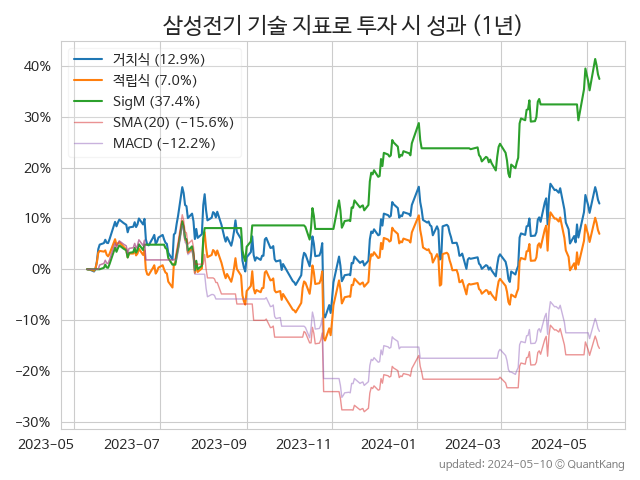 삼성전기 기술 지표로 투자 시 성과 (1년)
거치식 (12.9%)
적립식 (7.0%)
SigM (37.4%)
SMA(20) (−15.6%)
MACD (−12.2%)
40%
30%
20%
10%
0%
−10%
−20%
−30%
2023-05 2023-07 2023-09 2023-11 2024-01 2024-03 2024-05
updated: 2024-05-10 © QuantKang